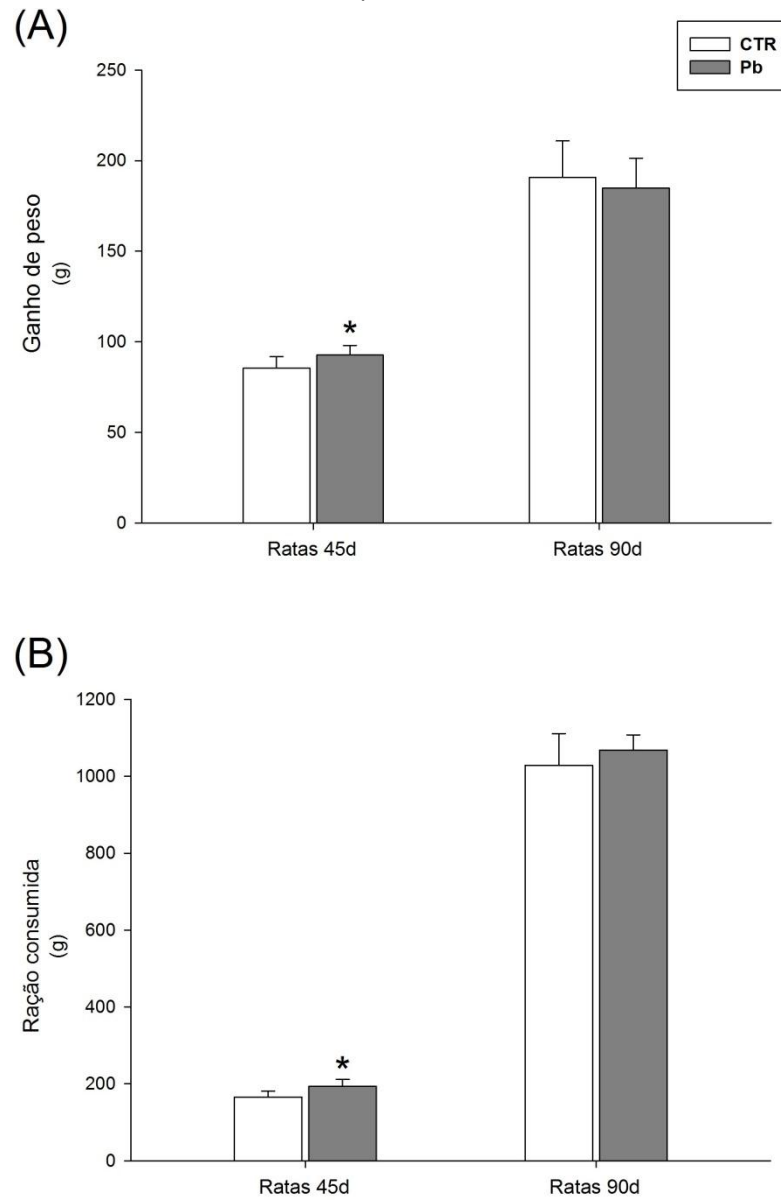 (A)
CTR
Pb
250
200
150
100
50
0
Ganho de peso
(g)
*
Ratas 45d
Ratas 90d
(B)
1200
1000
800
600
400
200
0
Ração consumida
(g)
*
Ratas 45d
Ratas 90d